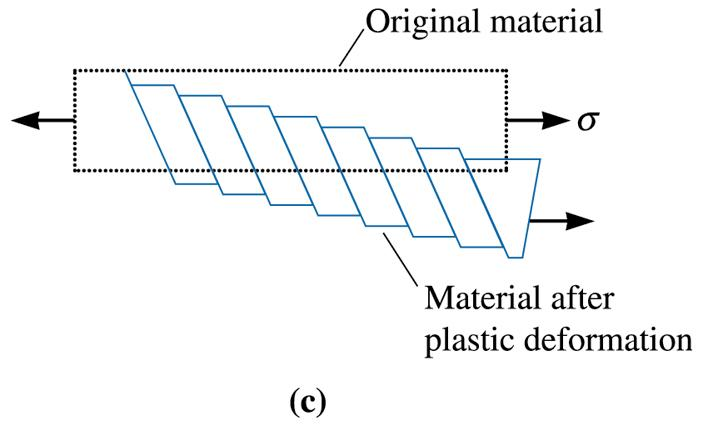 Original material
σ
Material after
plastic deformation
(c)